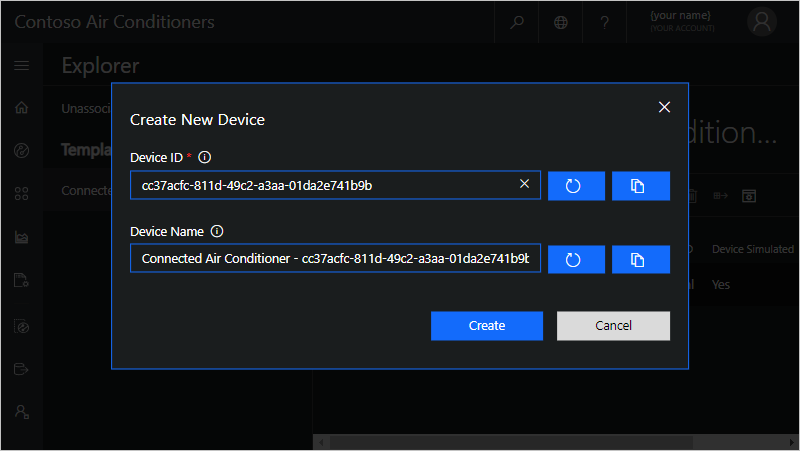 Contoso Air Conditioners
?
{your name}
(YOUR ACCOUNT)
Explorer
Unassoci
Templa
Connecte
dition...
Create New Device
Device ID *
cc37acfc-811d-49c2-a3aa-01da2e741b9b
Device Name
Connected Air Conditioner - cc37acfc-811d-49c2-a3aa-01da2e741b9b
Create
Cancel
Device Simulated
Yes